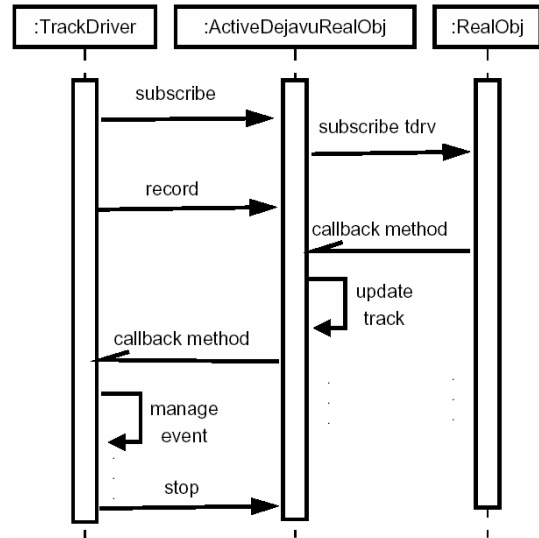 :TrackDriver
:ActiveDejavuRealObj
:RealObj
subscribe
subscribe tdrv
record
callback method
update
track
callback method
manage
event
stop